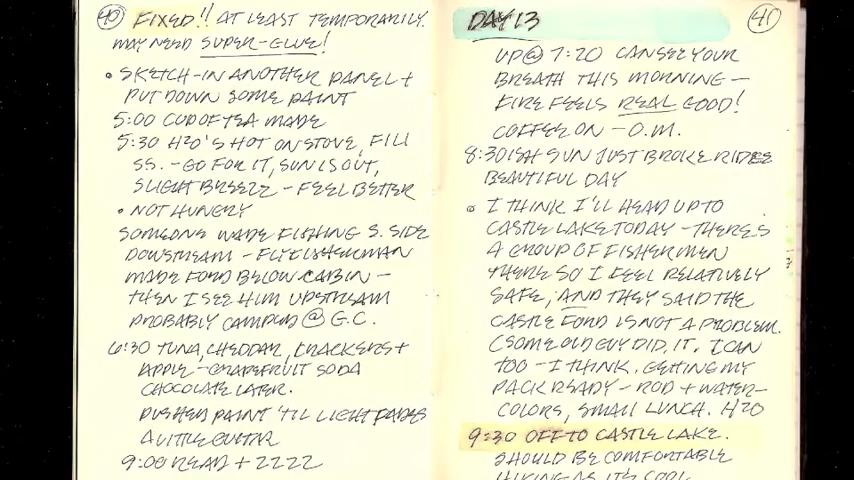 40 FIXED!! AT LEAST TEMPORARILY.
MAY NEED SUPER-GLUE!
• SKETCH-IN ANOTHER PANEL +
PUT DOWN SOME PAINT
5:00 CUP OF TEA MADE
5:30 H2O'S HOT ON STOVE, FILL
SS. - GO FOR IT, SUN IS OUT,
SLIGHT BREEZE - FEEL BETTER
• NOT HUNGRY
SOMEONE WADE FISHING S. SIDE
DOWNSTREAM - FLYFISHERMAN
MADE FORD BELOW CABIN -
THEN I SEE HIM UPSTREAM
PROBABLY CAMPED @ G.C.
6:30 TUNA, CHEDDAR, CRACKERS +
APPLE - GRAPEFRUIT SODA
CHOCOLATE LATER.
PUSHED PAINT 'TIL LIGHT FADES
A LITTLE GUITAR
9:00 READ + ZZZZ
DAY 13
41
UP @ 7:20 CAN SEE YOUR
BREATH THIS MORNING -
FIRE FEELS REAL GOOD!
COFFEE ON - O.M.
8:30ISH SUN JUST BROKE RIDGE
BEAUTIFUL DAY
• I THINK I'LL HEAD UP TO
CASTLE LAKE TODAY - THERE'S
A GROUP OF FISHERMEN
THERE SO I FEEL RELATIVELY
SAFE, AND THEY SAID THE
CASTLE FORD IS NOT A PROBLEM.
(SOME OLD GUY DID IT. I CAN
TOO - I THINK. GETTING MY
PACK READY - ROD + WATER-
COLORS, SMALL LUNCH. H2O
9:30 OFF TO CASTLE LAKE.
SHOULD BE COMFORTABLE
HIKING AS IT'S COOL